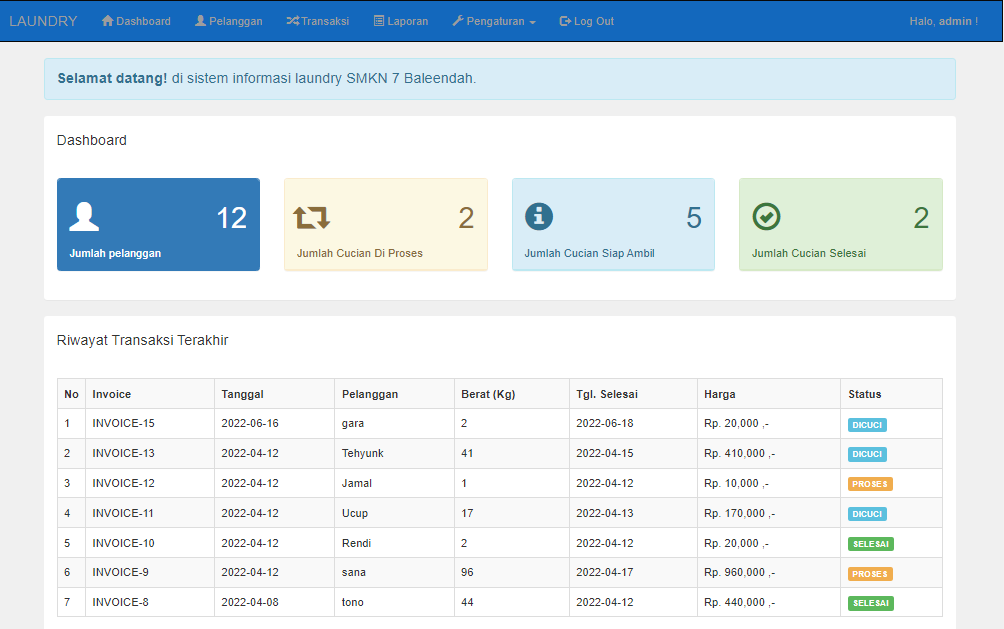 LAUNDRY Dashboard Pelanggan Transaksi Laporan Pengaturan Log Out Halo, admin !
Selamat datang! di sistem informasi laundry SMKN 7 Baleendah.
Dashboard
12
Jumlah pelanggan
2
Jumlah Cucian Di Proses
5
Jumlah Cucian Siap Ambil
2
Jumlah Cucian Selesai
Riwayat Transaksi Terakhir
No Invoice Tanggal Pelanggan Berat (Kg) Tgl. Selesai Harga Status
1 INVOICE-15 2022-06-16 gara 2 2022-06-18 Rp. 20,000 ,- DICUCI
2 INVOICE-13 2022-04-12 Tehyunk 41 2022-04-15 Rp. 410,000 ,- DICUCI
3 INVOICE-12 2022-04-12 Jamal 1 2022-04-12 Rp. 10,000 ,- PROSES
4 INVOICE-11 2022-04-12 Ucup 17 2022-04-13 Rp. 170,000 ,- DICUCI
5 INVOICE-10 2022-04-12 Rendi 2 2022-04-12 Rp. 20,000 ,- SELESAI
6 INVOICE-9 2022-04-12 sana 96 2022-04-17 Rp. 960,000 ,- PROSES
7 INVOICE-8 2022-04-08 tono 44 2022-04-12 Rp. 440,000 ,- SELESAI